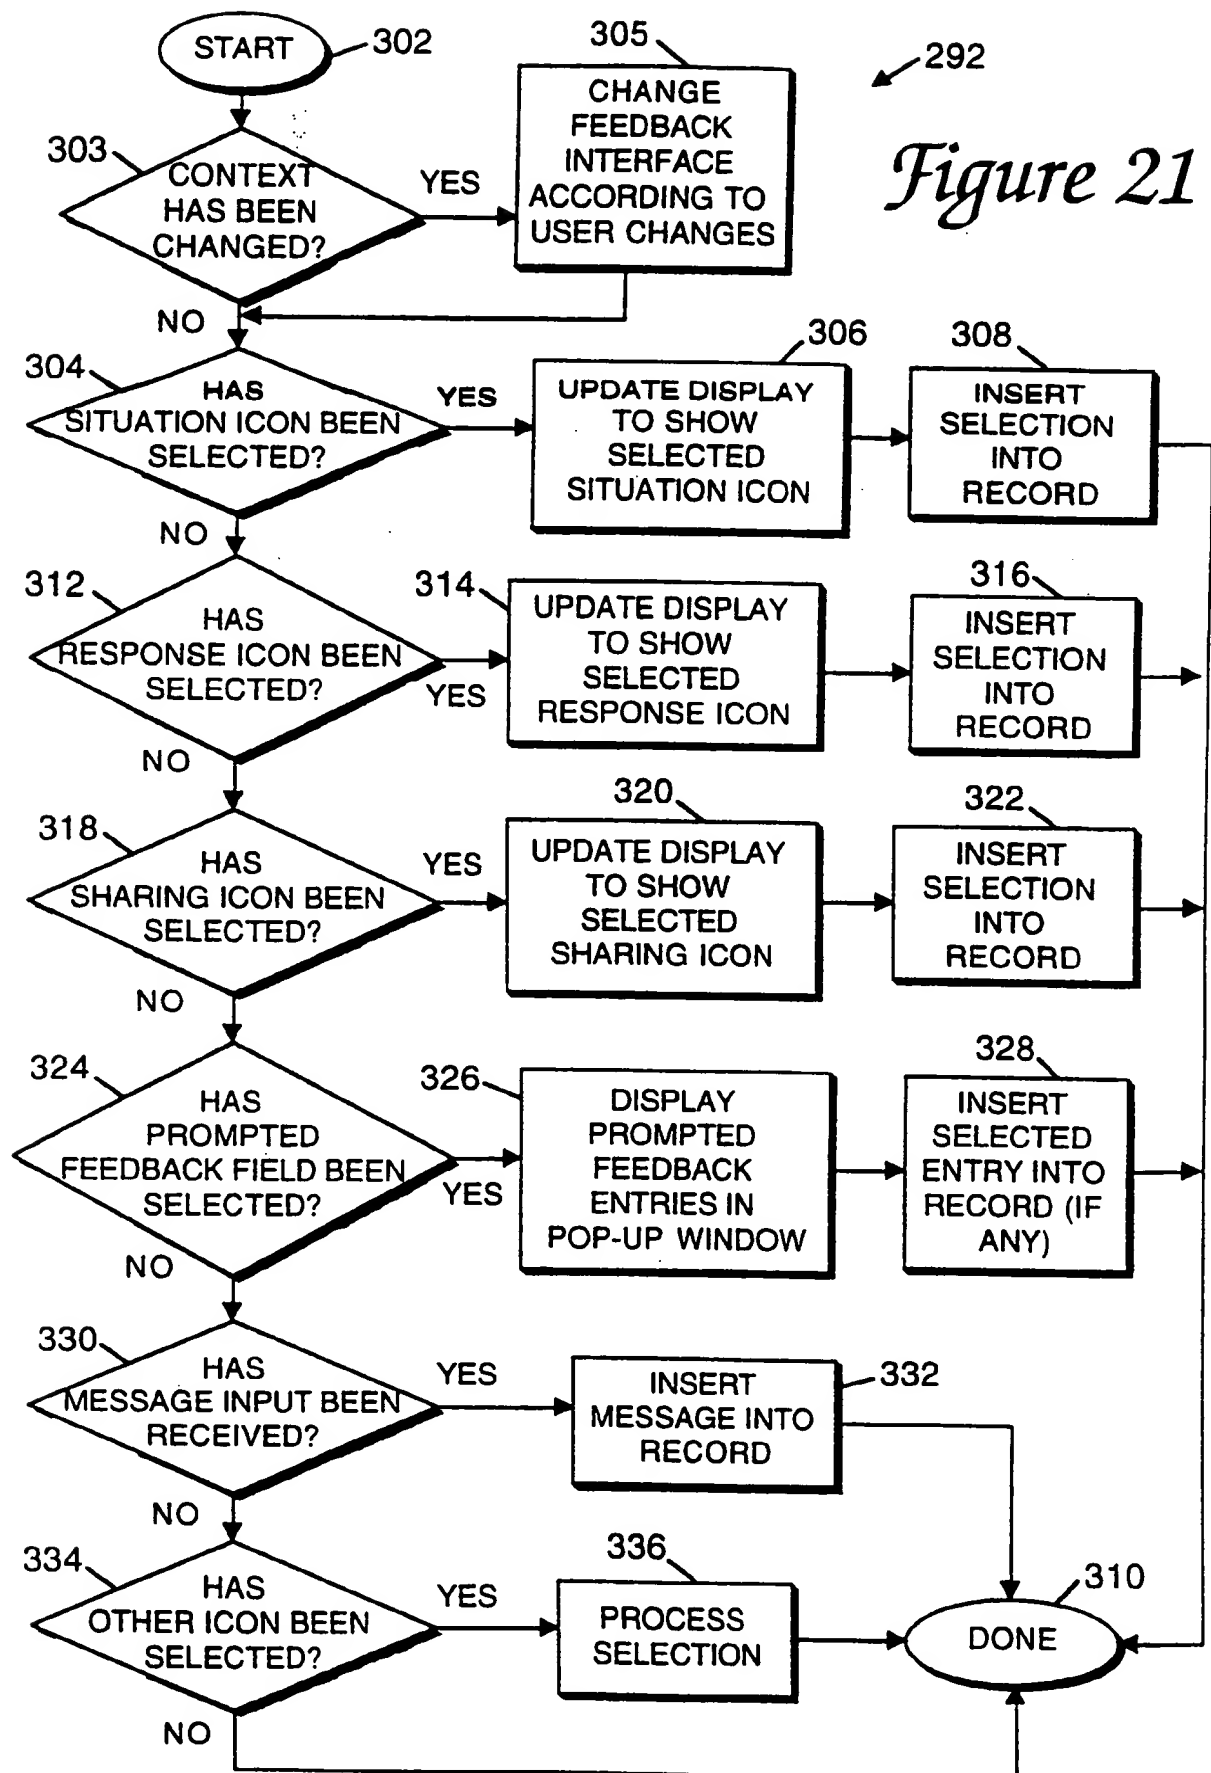 START
302
305
292
CHANGE
FEEDBACK
INTERFACE
ACCORDING TO
USER CHANGES
Figure 21
303
CONTEXT
HAS BEEN
CHANGED?
YES
NO
304
HAS
SITUATION ICON BEEN
SELECTED?
YES
306
UPDATE DISPLAY
TO SHOW
SELECTED
SITUATION ICON
308
INSERT
SELECTION
INTO
RECORD
NO
312
HAS
RESPONSE ICON BEEN
SELECTED?
YES
314
UPDATE DISPLAY
TO SHOW
SELECTED
RESPONSE ICON
316
INSERT
SELECTION
INTO
RECORD
NO
318
HAS
SHARING ICON BEEN
SELECTED?
YES
320
UPDATE DISPLAY
TO SHOW
SELECTED
SHARING ICON
322
INSERT
SELECTION
INTO
RECORD
NO
324
HAS
PROMPTED
FEEDBACK FIELD BEEN
SELECTED?
YES
326
DISPLAY
PROMPTED
FEEDBACK
ENTRIES IN
POP-UP WINDOW
328
INSERT
SELECTED
ENTRY INTO
RECORD (IF
ANY)
NO
330
HAS
MESSAGE INPUT BEEN
RECEIVED?
YES
INSERT
MESSAGE INTO
RECORD
332
NO
334
HAS
OTHER ICON BEEN
SELECTED?
YES
336
PROCESS
SELECTION
310
DONE
NO